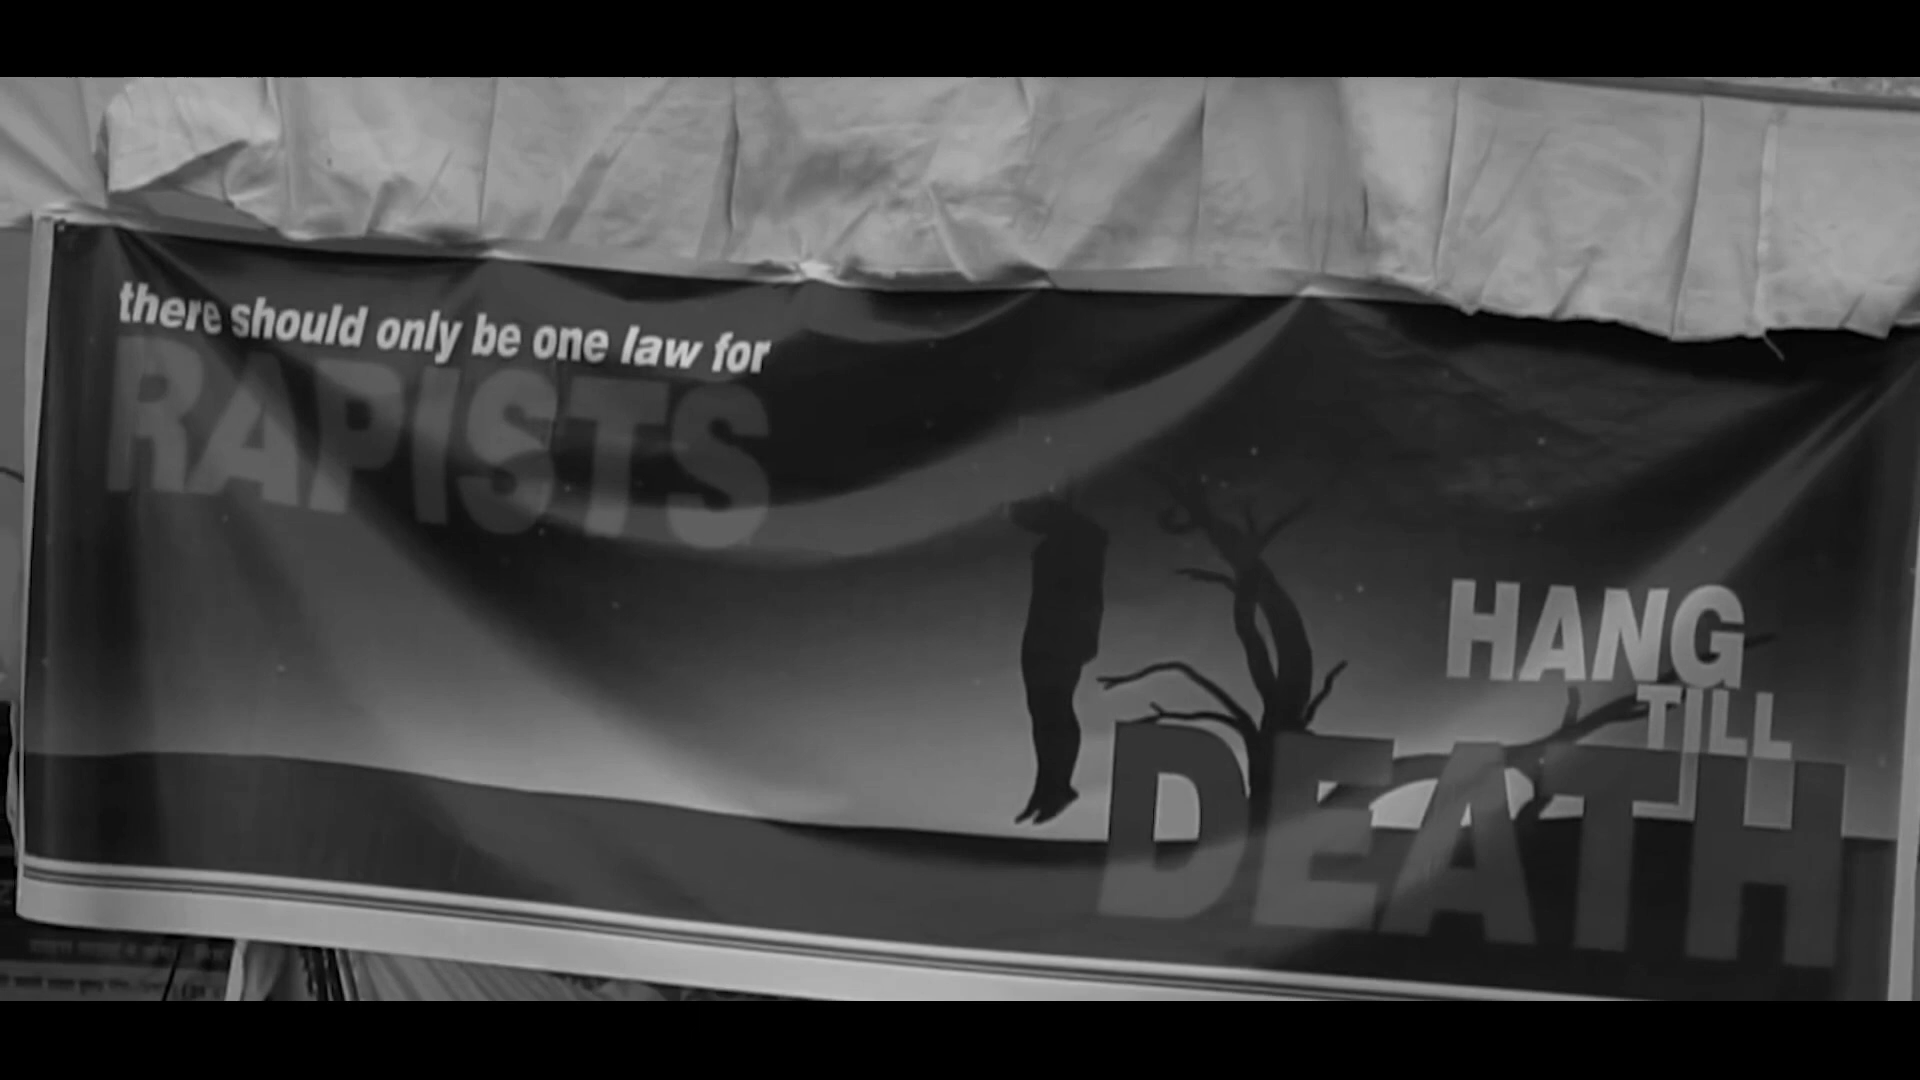 there should only be one law for
RAPISTS
HANG
TILL
DEATH